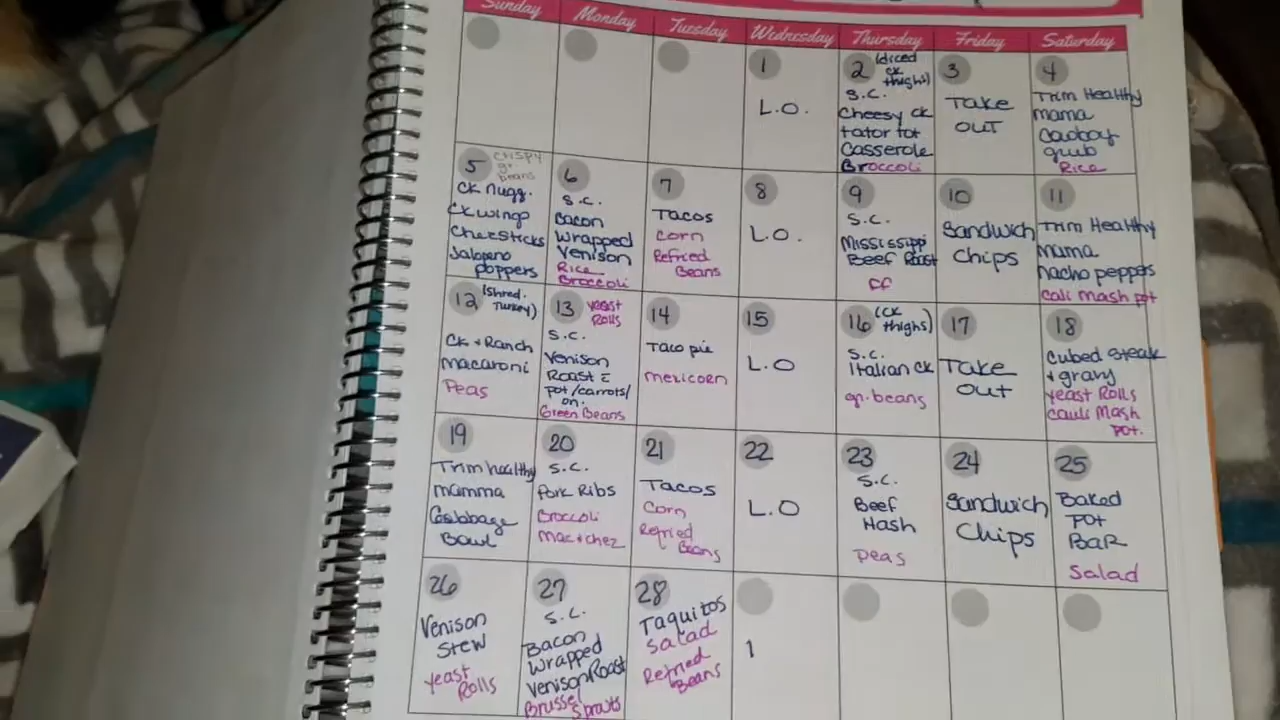 Sunday Monday Tuesday Wednesday Thursday Friday Saturday
1
L.O.
2 (diced
ck
thighs)
S.C.
Cheesy ck
tator tot
Casserole
Broccoli
3
Take
out
4
Trim Healthy
mama
Cowboy
grub
Rice
5 crispy
gr.
beans
Ck nugg.
Ck wings
Cheesticks
Jalapeno
poppers
6
S.C.
Bacon
Wrapped
Venison
Rice
Broccoli
7
Tacos
Corn
Refried
Beans
8
L.O.
9
S.C.
Mississippi
Beef Roast
FF
10
Sandwich
Chips
11
Trim Healthy
Mama
nacho peppers
Cali mash pot
12 (shred.
Turkey)
Ck + Ranch
macaroni
Peas
13 yeast
Rolls
S.C.
Venison
Roast c̄
pot/carrots/
on.
Green Beans
14
Taco pie
mexicorn
15
L.O
16 (ck
thighs)
S.C.
Italian ck
gr. beans
17
Take
out
18
Cubed steak
+ gravy
yeast Rolls
cauli mash
pot.
19
Trim healthy
mamma
Cabbage
Bowl
20
S.C.
Pork Ribs
Broccoli
mac+chez
21
Tacos
Corn
Refried
Beans
22
L.O
23
S.C.
Beef
Hash
peas
24
Sandwich
Chips
25
Baked
pot
BAR
Salad
26
Venison
stew
yeast
Rolls
27
S.C.
Bacon
Wrapped
Venison Roast
Brussel
Sprouts
28
Taquitos
salad
Refried
Beans
1